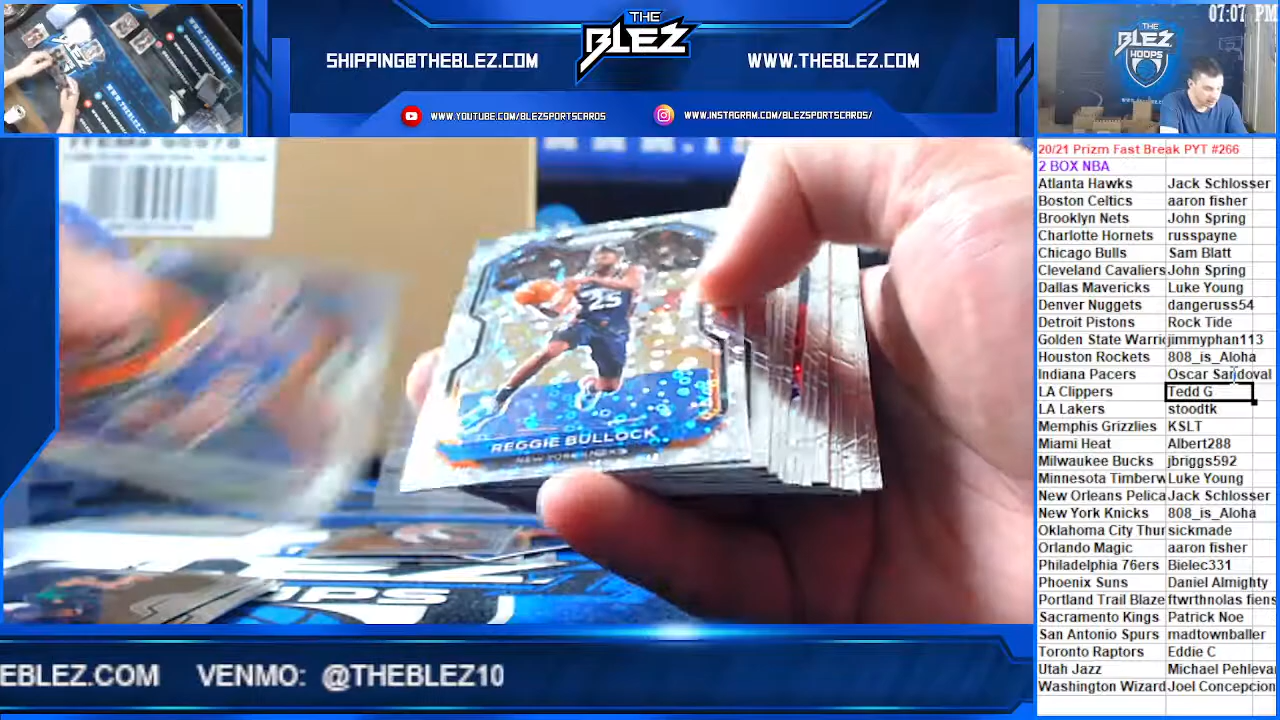 THE
BLEZ
SHIPPING@THEBLEZ.COM
WWW.THEBLEZ.COM
WWW.YOUTUBE.COM/BLEZSPORTSCARDS
WWW.INSTAGRAM.COM/BLEZSPORTSCARDS/
07:07 PM
THE
BLEZ
HOOPS
25
REGGIE BULLOCK
NEW YORK KNICKS
HOOPS
20/21 Prizm Fast Break PYT #266
2 BOX NBA
Atlanta Hawks Jack Schlosser
Boston Celtics aaron fisher
Brooklyn Nets John Spring
Charlotte Hornets russpayne
Chicago Bulls Sam Blatt
Cleveland Cavaliers John Spring
Dallas Mavericks Luke Young
Denver Nuggets dangeruss54
Detroit Pistons Rock Tide
Golden State Warri jimmyphan113
Houston Rockets 808_is_Aloha
Indiana Pacers Oscar Sandoval
LA Clippers Tedd G
LA Lakers stoodtk
Memphis Grizzlies KSLT
Miami Heat Albert288
Milwaukee Bucks jbriggs592
Minnesota Timberw Luke Young
New Orleans Pelica Jack Schlosser
New York Knicks 808_is_Aloha
Oklahoma City Thun sickmade
Orlando Magic aaron fisher
Philadelphia 76ers Bielec331
Phoenix Suns Daniel Almighty
Portland Trail Blaze ftwrthnolas fiens
Sacramento Kings Patrick Noe
San Antonio Spurs madtownballer
Toronto Raptors Eddie C
Utah Jazz Michael Pehleva
Washington Wizard Joel Concepcion
EBLEZ.COM VENMO: @THEBLEZ10